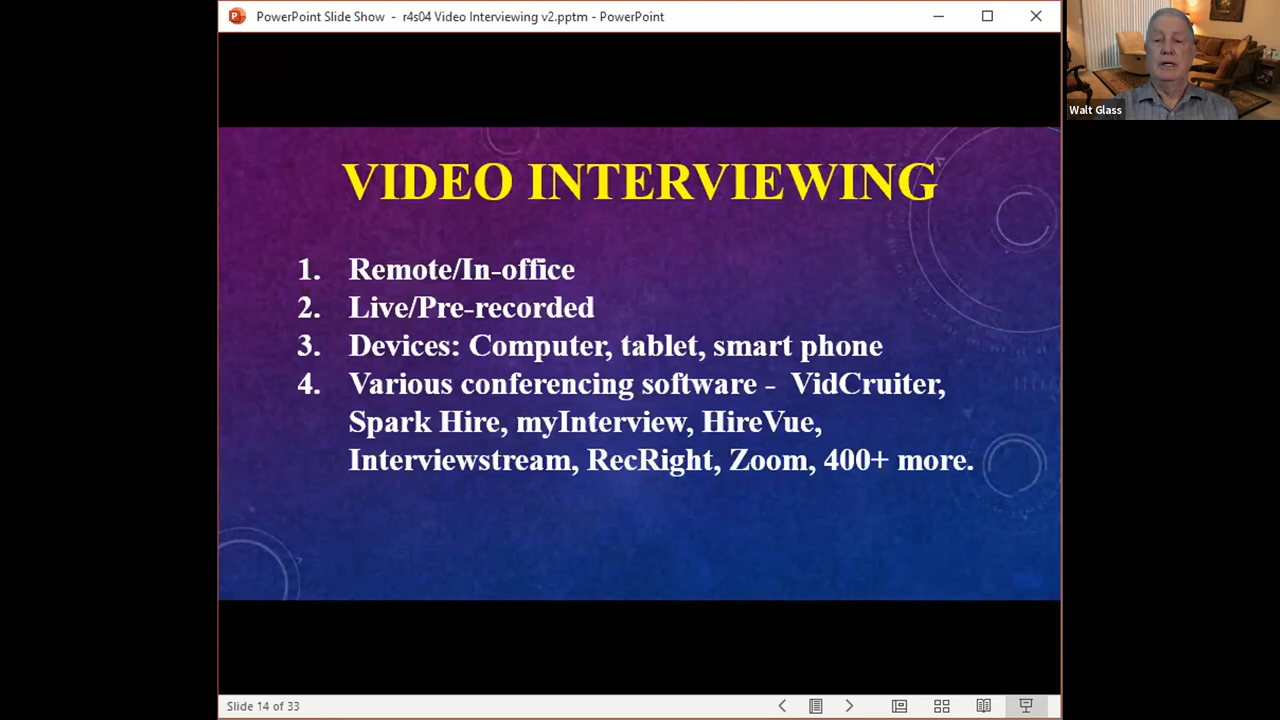 PowerPoint Slide Show - r4s04 Video Interviewing v2.pptm - PowerPoint
Walt Glass
VIDEO INTERVIEWING
1. Remote/In-office
2. Live/Pre-recorded
3. Devices: Computer, tablet, smart phone
4. Various conferencing software - VidCruiter,
Spark Hire, myInterview, HireVue,
Interviewstream, RecRight, Zoom, 400+ more.
Slide 14 of 33